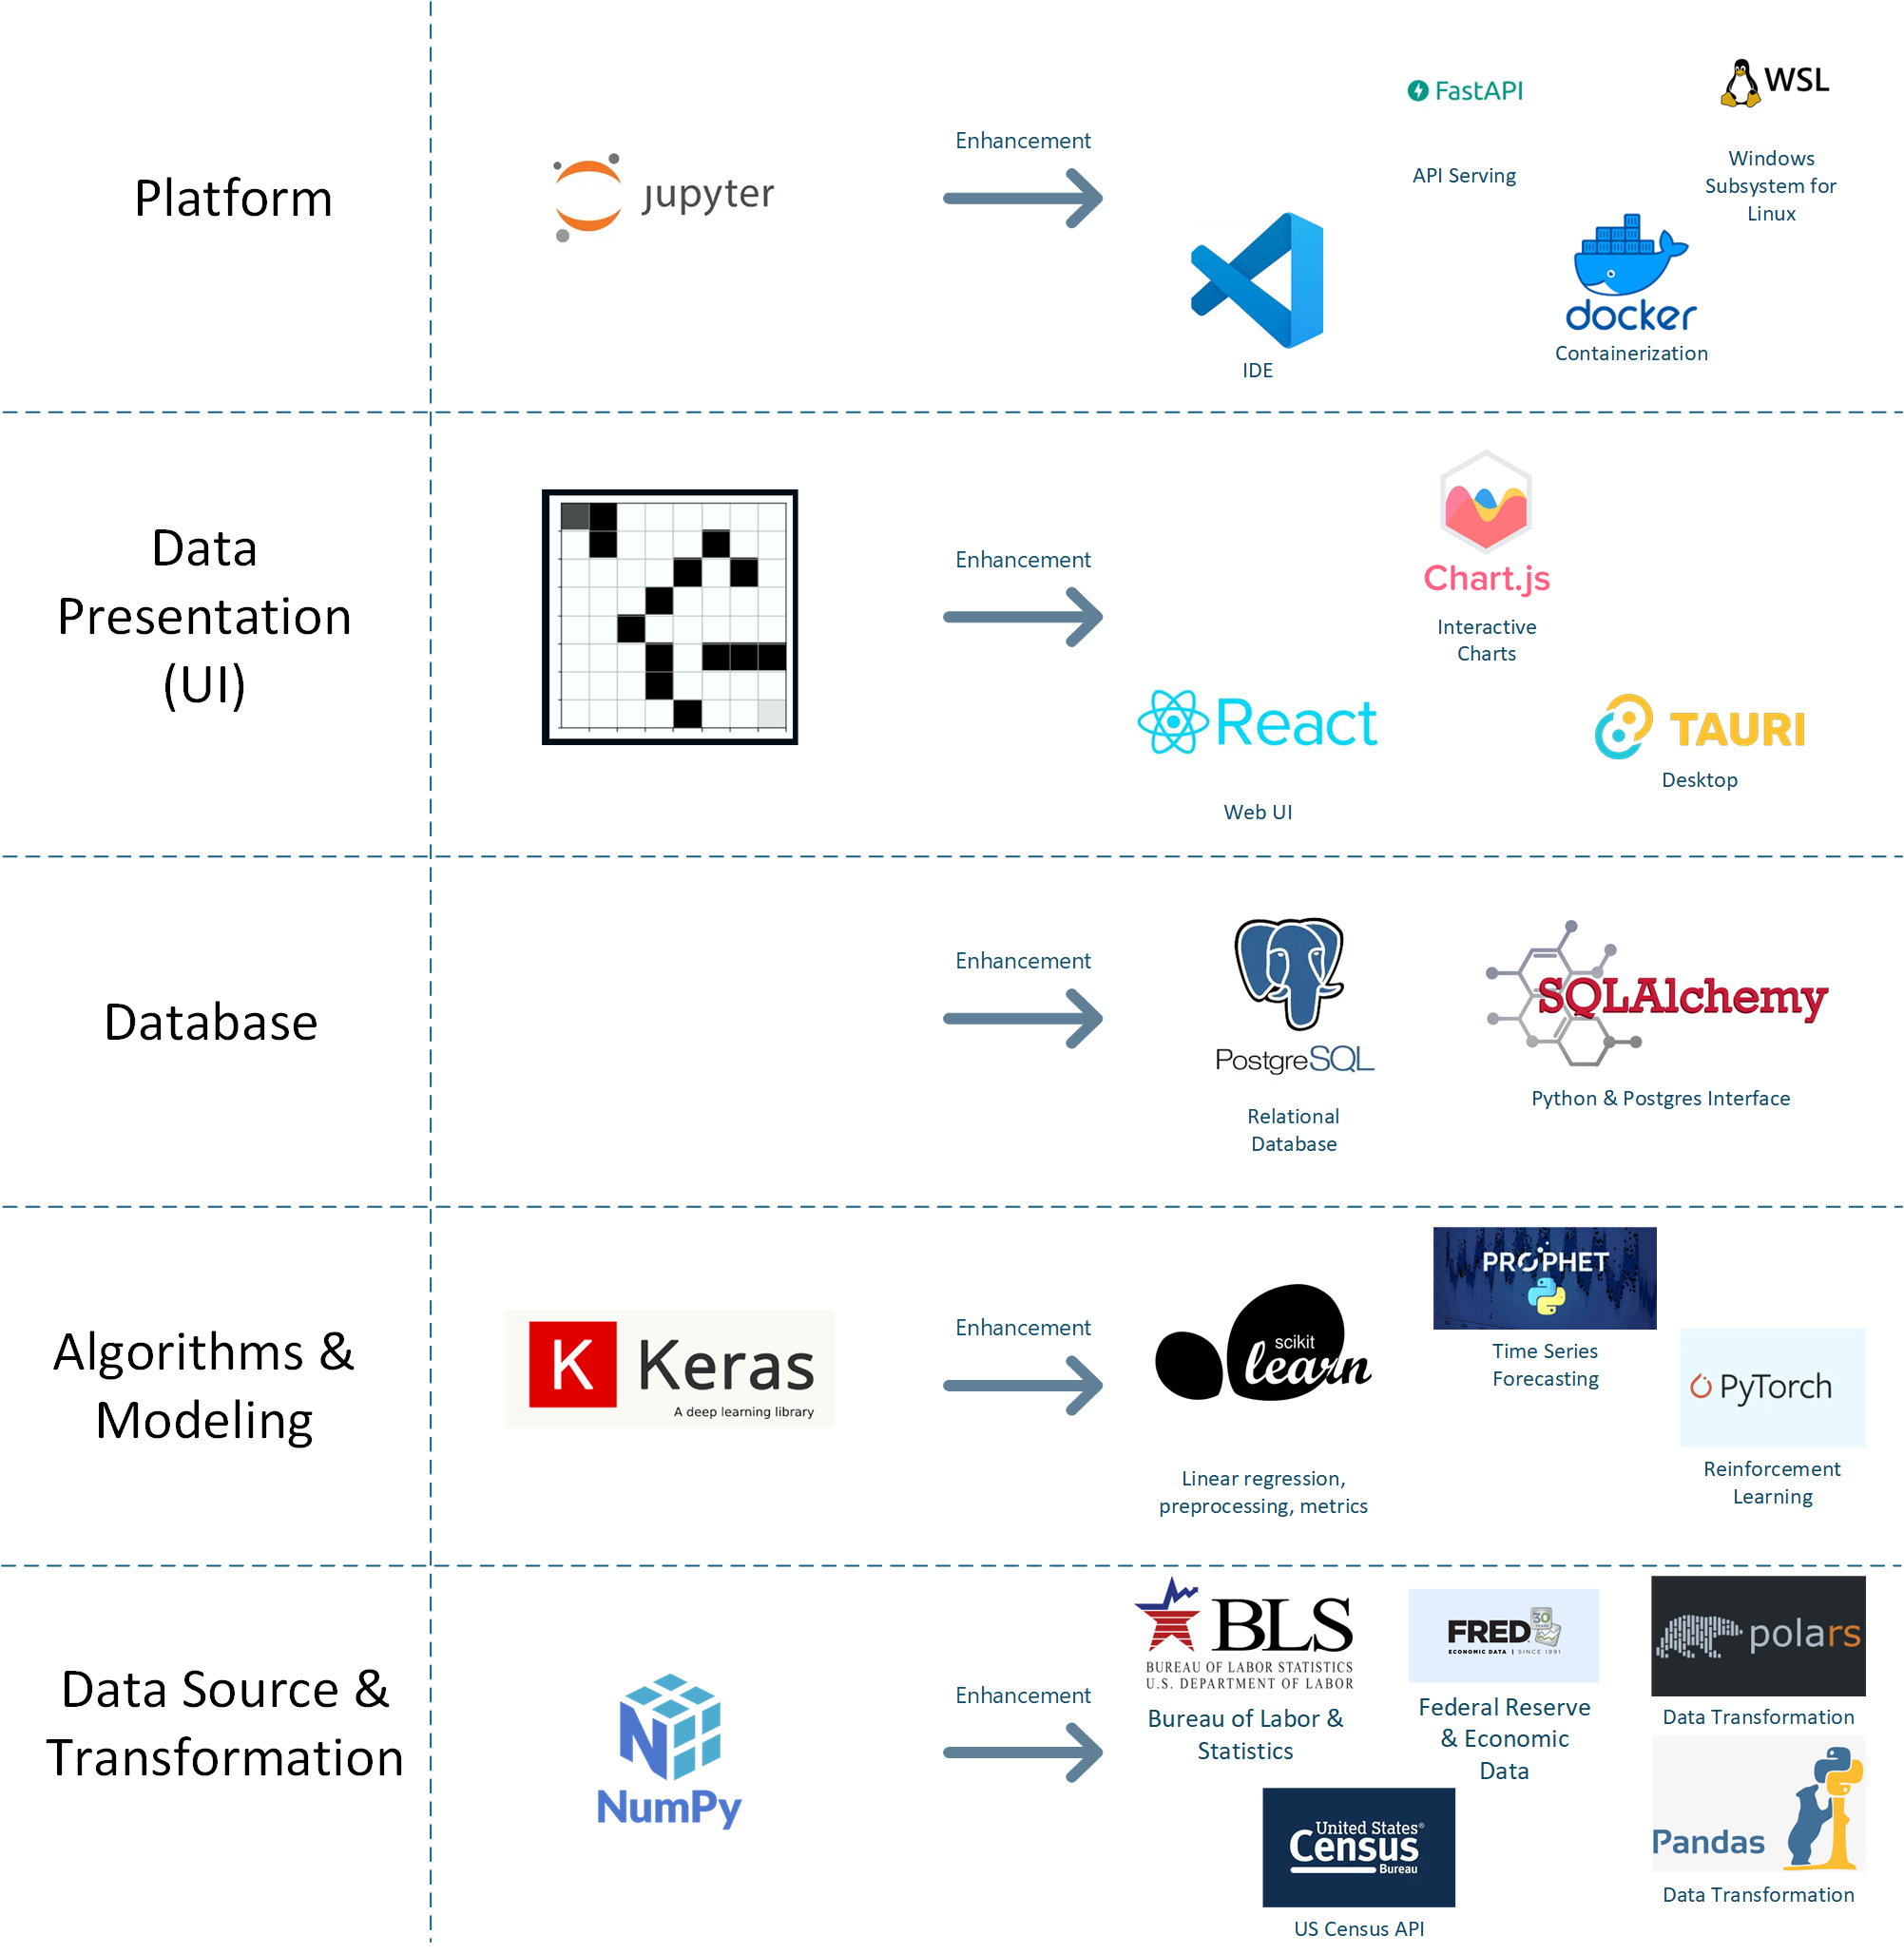 Platform
jupyter
Enhancement
FastAPI
API Serving
WSL
Windows
Subsystem for
Linux
IDE
docker
Containerization
Data
Presentation
(UI)
Enhancement
Chart.js
Interactive
Charts
React
Web UI
TAURI
Desktop
Database
Enhancement
PostgreSQL
Relational
Database
SQLAlchemy
Python & Postgres Interface
Algorithms &
Modeling
K Keras
A deep learning library
Enhancement
scikit
learn
Linear regression,
preprocessing, metrics
PROPHET
Time Series
Forecasting
PyTorch
Reinforcement
Learning
Data Source &
Transformation
NumPy
Enhancement
BLS
BUREAU OF LABOR STATISTICS
U.S. DEPARTMENT OF LABOR
Bureau of Labor &
Statistics
FRED
30
YEARS
ECONOMIC DATA | SINCE 1991
Federal Reserve
& Economic
Data
polars
Data Transformation
United States®
Census
Bureau
US Census API
Pandas
Data Transformation